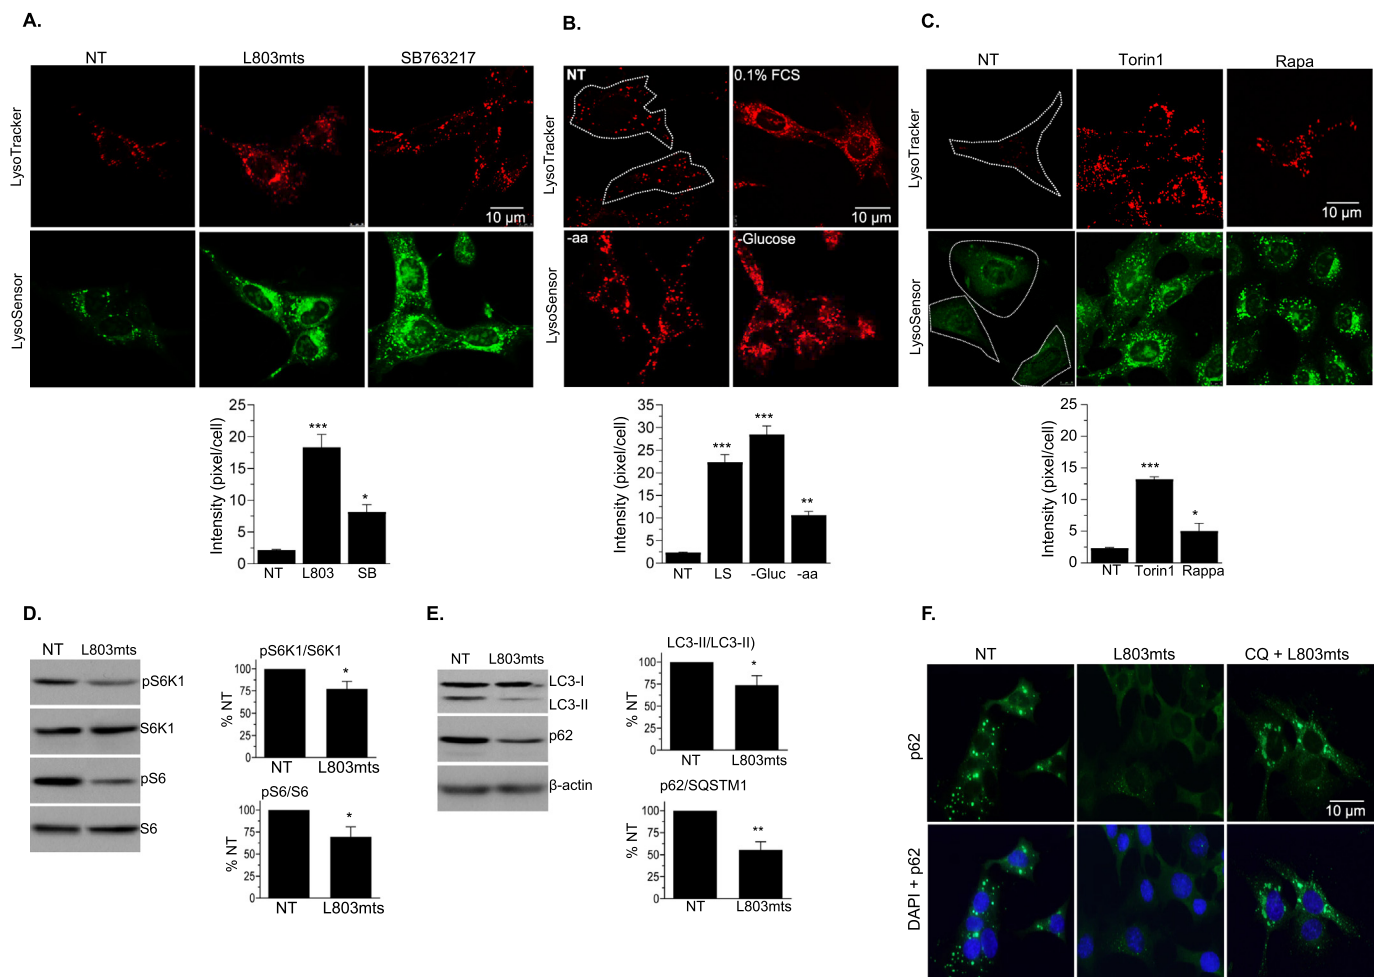 A.
NT
L803mts
SB763217
LysoTracker
10 µm
LysoSensor
Intensity (pixel/cell)
25
20
15
10
5
0
***
*
NT
L803
SB
B.
NT
0.1% FCS
LysoTracker
10 µm
-aa
-Glucose
LysoSensor
Intensity (pixel/cell)
35
30
25
20
15
10
5
0
***
***
**
NT
LS
-Gluc
-aa
C.
NT
Torin1
Rapa
LysoTracker
10 µm
LysoSensor
Intensity (pixel/cell)
25
20
15
10
5
0
***
*
NT
Torin1
Rappa
D.
NT
L803mts
pS6K1
S6K1
pS6
S6
pS6K1/S6K1
% NT
100
75
50
25
0
*
NT
L803mts
pS6/S6
% NT
100
75
50
25
0
*
NT
L803mts
E.
NT
L803mts
LC3-I
LC3-II
p62
β-actin
LC3-II/LC3-II)
% NT
100
75
50
25
0
*
NT
L803mts
p62/SQSTM1
% NT
100
75
50
25
0
**
NT
L803mts
F.
NT
L803mts
CQ + L803mts
p62
10 µm
DAPI + p62